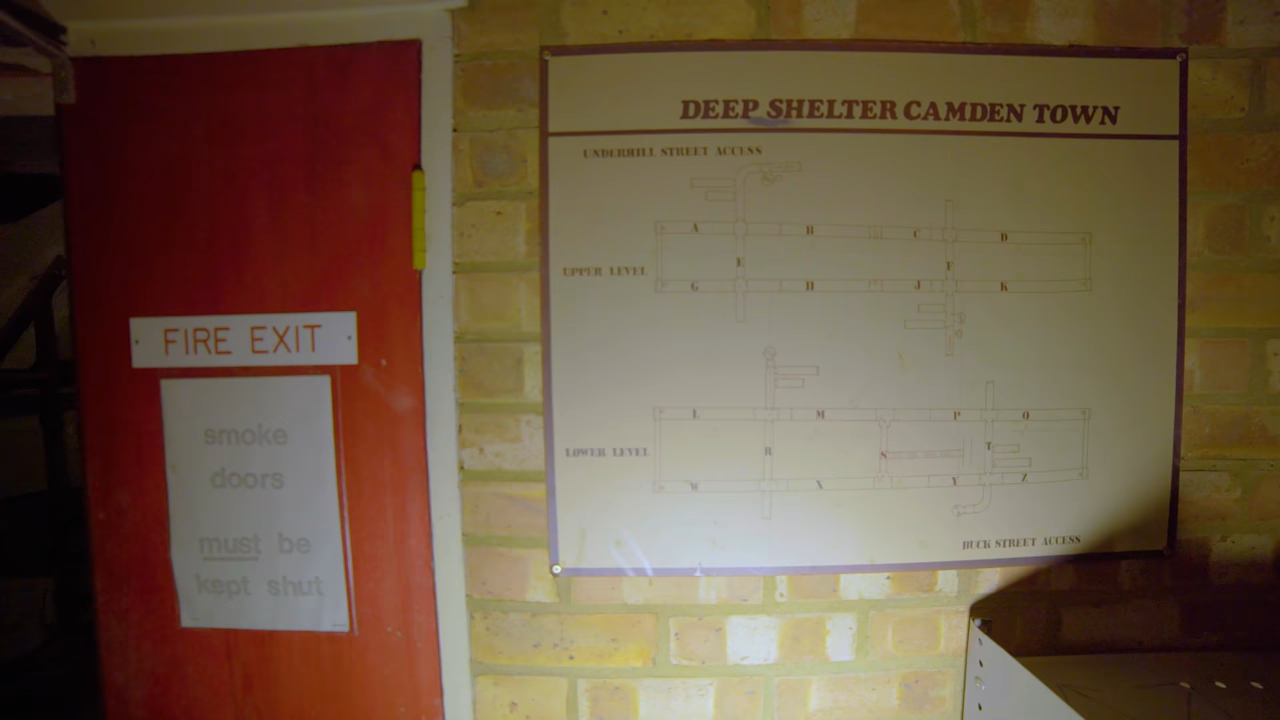 FIRE EXIT
smoke
doors
must be
kept shut
DEEP SHELTER CAMDEN TOWN
UNDERHILL STREET ACCESS
A B C D
E F
UPPER LEVEL
G H J K
L M P Q
LOWER LEVEL R S T
W X Y Z
BUCK STREET ACCESS